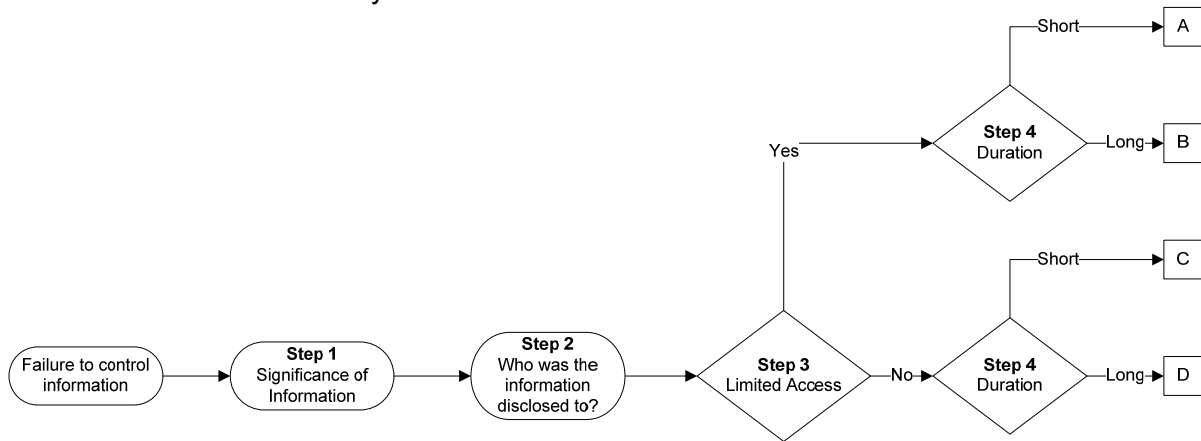 y
Short
A
Step 4
Duration
Long
B
Yes
Short
C
Failure to control
information
Step 1
Significance of
Information
Step 2
Who was the
information
disclosed to?
Step 3
Limited Access
No
Step 4
Duration
Long
D